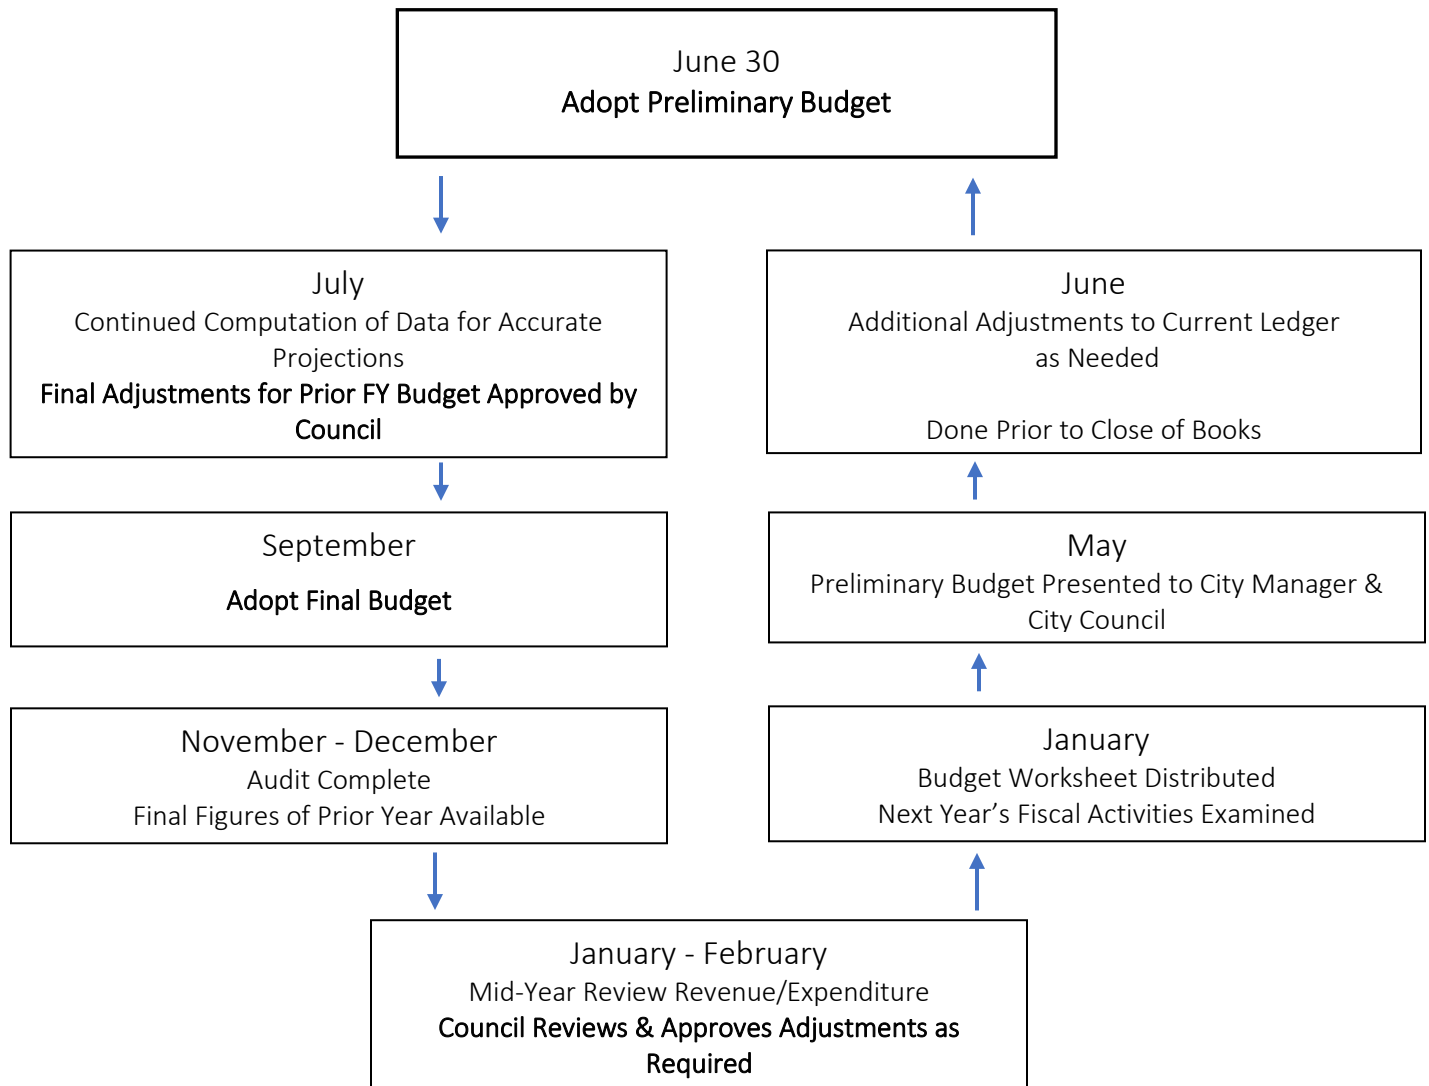 June 30
Adopt Preliminary Budget
July
Continued Computation of Data for Accurate
Projections
Final Adjustments for Prior FY Budget Approved by
Council
September
Adopt Final Budget
November - December
Audit Complete
Final Figures of Prior Year Available
January - February
Mid-Year Review Revenue/Expenditure
Council Reviews & Approves Adjustments as
Required
January
Budget Worksheet Distributed
Next Year’s Fiscal Activities Examined
May
Preliminary Budget Presented to City Manager &
City Council
June
Additional Adjustments to Current Ledger
as Needed
Done Prior to Close of Books